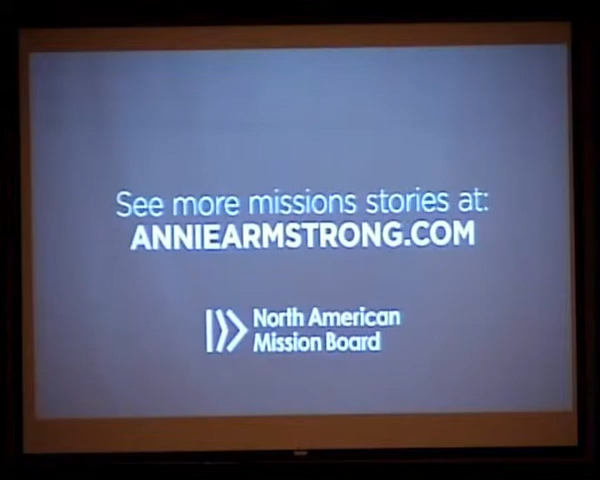 See more missions stories at:
ANNIEARMSTRONG.COM
North American
Mission Board